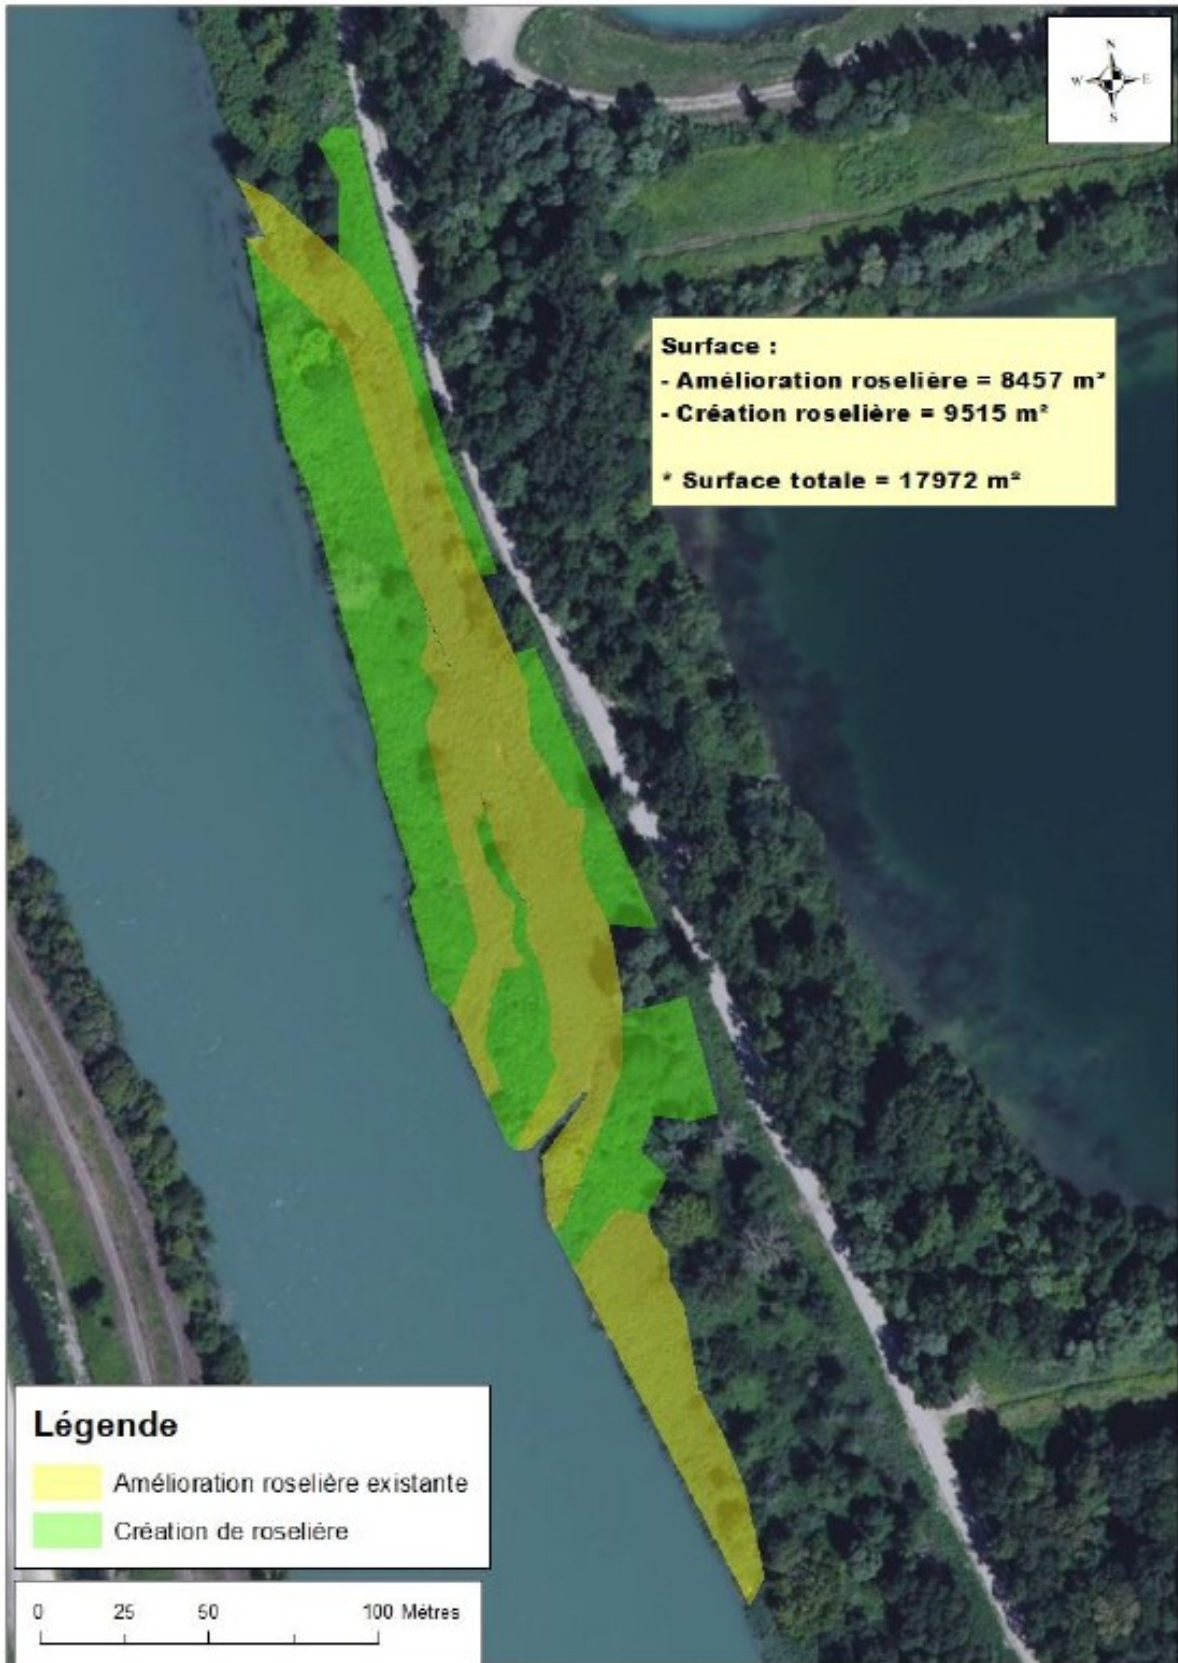 N
W E
S
Surface :
- Amélioration roselière = 8457 m²
- Création roselière = 9515 m²
* Surface totale = 17972 m²
Légende
Amélioration roselière existante
Création de roselière
0 25 50 100 Mètres